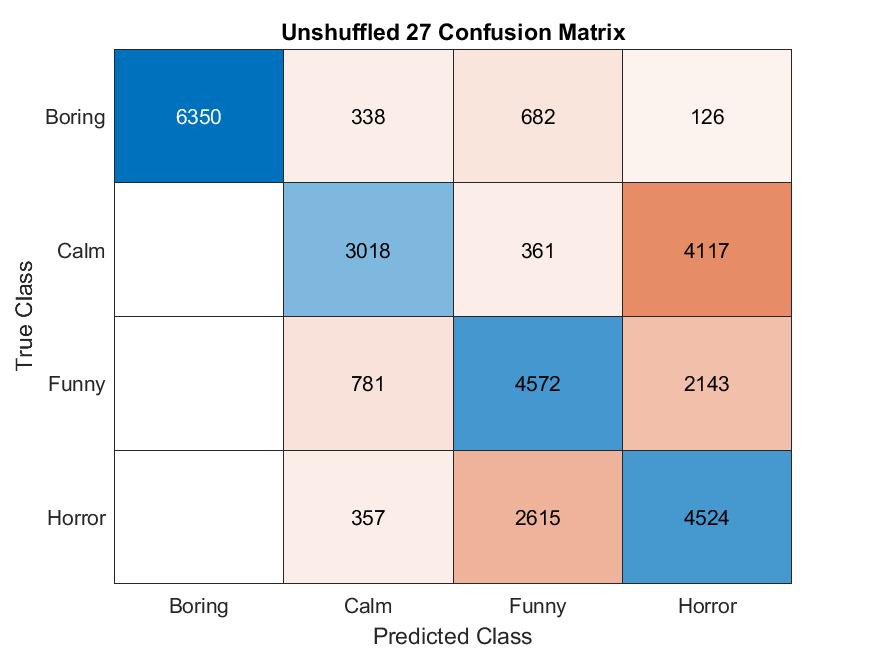 Unshuffled 27 Confusion Matrix
Boring 6350 338 682 126
Calm 3018 361 4117
Funny 781 4572 2143
Horror 357 2615 4524
True Class
Boring Calm Funny Horror
Predicted Class